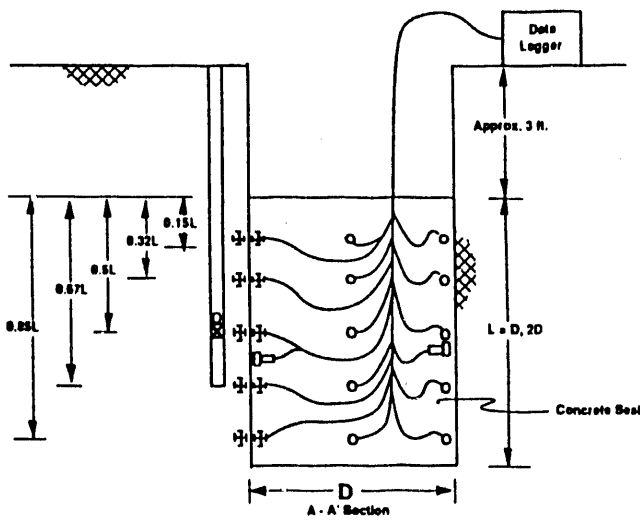 Data
Logger
Approx. 3 ft.
0.15L
0.32L
0.5L
0.67L
0.85L
L = D, 2D
Concrete Seal
D
A - A' Section